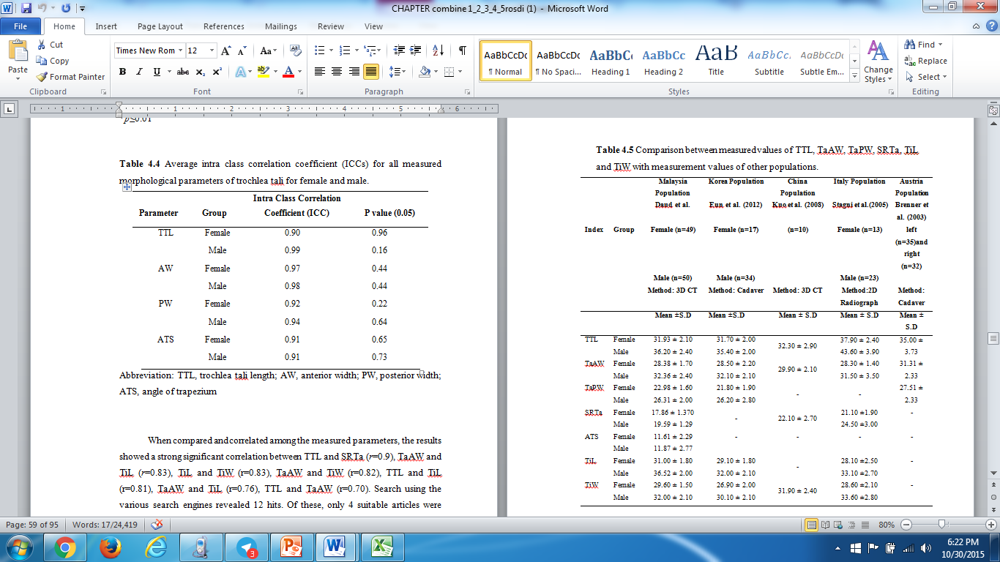 CHAPTER combine 1_2_3_4_5rosdi (1) - Microsoft Word
File Home Insert Page Layout References Mailings Review View
Paste
Cut
Copy
Format Painter
Clipboard
Times New Rom 12
Font
Paragraph
AaBbCcDc AaBbCcDc AaBbC AaBbCc AaB AaBbCc. AaBbCcDc
¶ Normal ¶ No Spaci... Heading 1 Heading 2 Title Subtitle Subtle Em...
Styles
Change
Styles
Find
Replace
Select
Editing
p≤0.01
Table 4.4 Average intra class correlation coefficient (ICCs) for all measured
morphological parameters of trochlea tali for female and male.
Intra Class Correlation
Parameter Group Coefficient (ICC) P value (0.05)
TTL Female 0.90 0.96
Male 0.99 0.16
AW Female 0.97 0.44
Male 0.98 0.44
PW Female 0.92 0.22
Male 0.94 0.64
ATS Female 0.91 0.65
Male 0.91 0.73
Abbreviation: TTL, trochlea tali length; AW, anterior width; PW, posterior width;
ATS, angle of trapezium
When compared and correlated among the measured parameters, the results
showed a strong significant correlation between TTL and SRTa (r=0.9), TaAW and
TiL (r=0.83), TiL and TiW (r=0.83), TaAW and TiW (r=0.82), TTL and TiL
(r=0.81), TaAW and TiL (r=0.76), TTL and TaAW (r=0.70). Search using the
various search engines revealed 12 hits. Of these, only 4 suitable articles were
Table 4.5 Comparison between measured values of TTL, TaAW, TaPW, SRTa, TiL
and TiW with measurement values of other populations.
Malaysia Korea Population China Italy Population Austria
Population Population Population
Daud et al. Eun et al. (2012) Kuo et al. (2008) Stagni et al.(2005) Brenner et
al. (2003)
Index Group Female (n=49) Female (n=17) (n=10) Female (n=13) left
(n=35)and
right
(n=32)
Male (n=50) Male (n=34) Male (n=23)
Method: 3D CT Method: Cadaver Method: 3D CT Method:2D Method:
Radiograph Cadaver
Mean ±S.D Mean ±S.D Mean ± S.D Mean ± S.D Mean ±
S.D
TTL Female 31.93 ± 2.10 31.70 ± 2.00 37.90 ± 2.40 35.00 ±
32.30 ± 2.90
Male 36.20 ± 2.40 35.40 ± 2.00 43.60 ± 3.90 3.73
TaAW Female 28.38 ± 1.70 28.50 ± 2.20 28.30 ± 1.40 31.31 ±
29.90 ± 2.10
Male 32.36 ± 2.40 32.10 ± 2.10 31.50 ± 3.50 2.33
TaPW Female 22.98 ± 1.60 21.80 ± 1.90 27.51 ±
- -
Male 26.31 ± 2.00 26.20 ± 2.80 2.33
SRTa Female 17.86 ± 1.370 21.10 ±1.90 -
- 22.10 ± 2.70
Male 19.59 ± 1.29 24.50 ±3.00
ATS Female 11.61 ± 2.29 - - - -
Male 11.87 ± 2.77
TiL Female 31.00 ± 1.80 29.10 ± 1.80 28.10 ±2.50 -
-
Male 36.52 ± 2.00 32.00 ± 2.10 33.10 ±2.70
TiW Female 29.60 ± 1.50 26.90 ± 2.00 28.60 ±2.10 -
31.90 ± 2.40
Male 32.00 ± 2.10 30.10 ± 2.10 33.60 ±2.80
Page: 59 of 95 Words: 17/24,419 80%
3
6:22 PM
10/30/2015